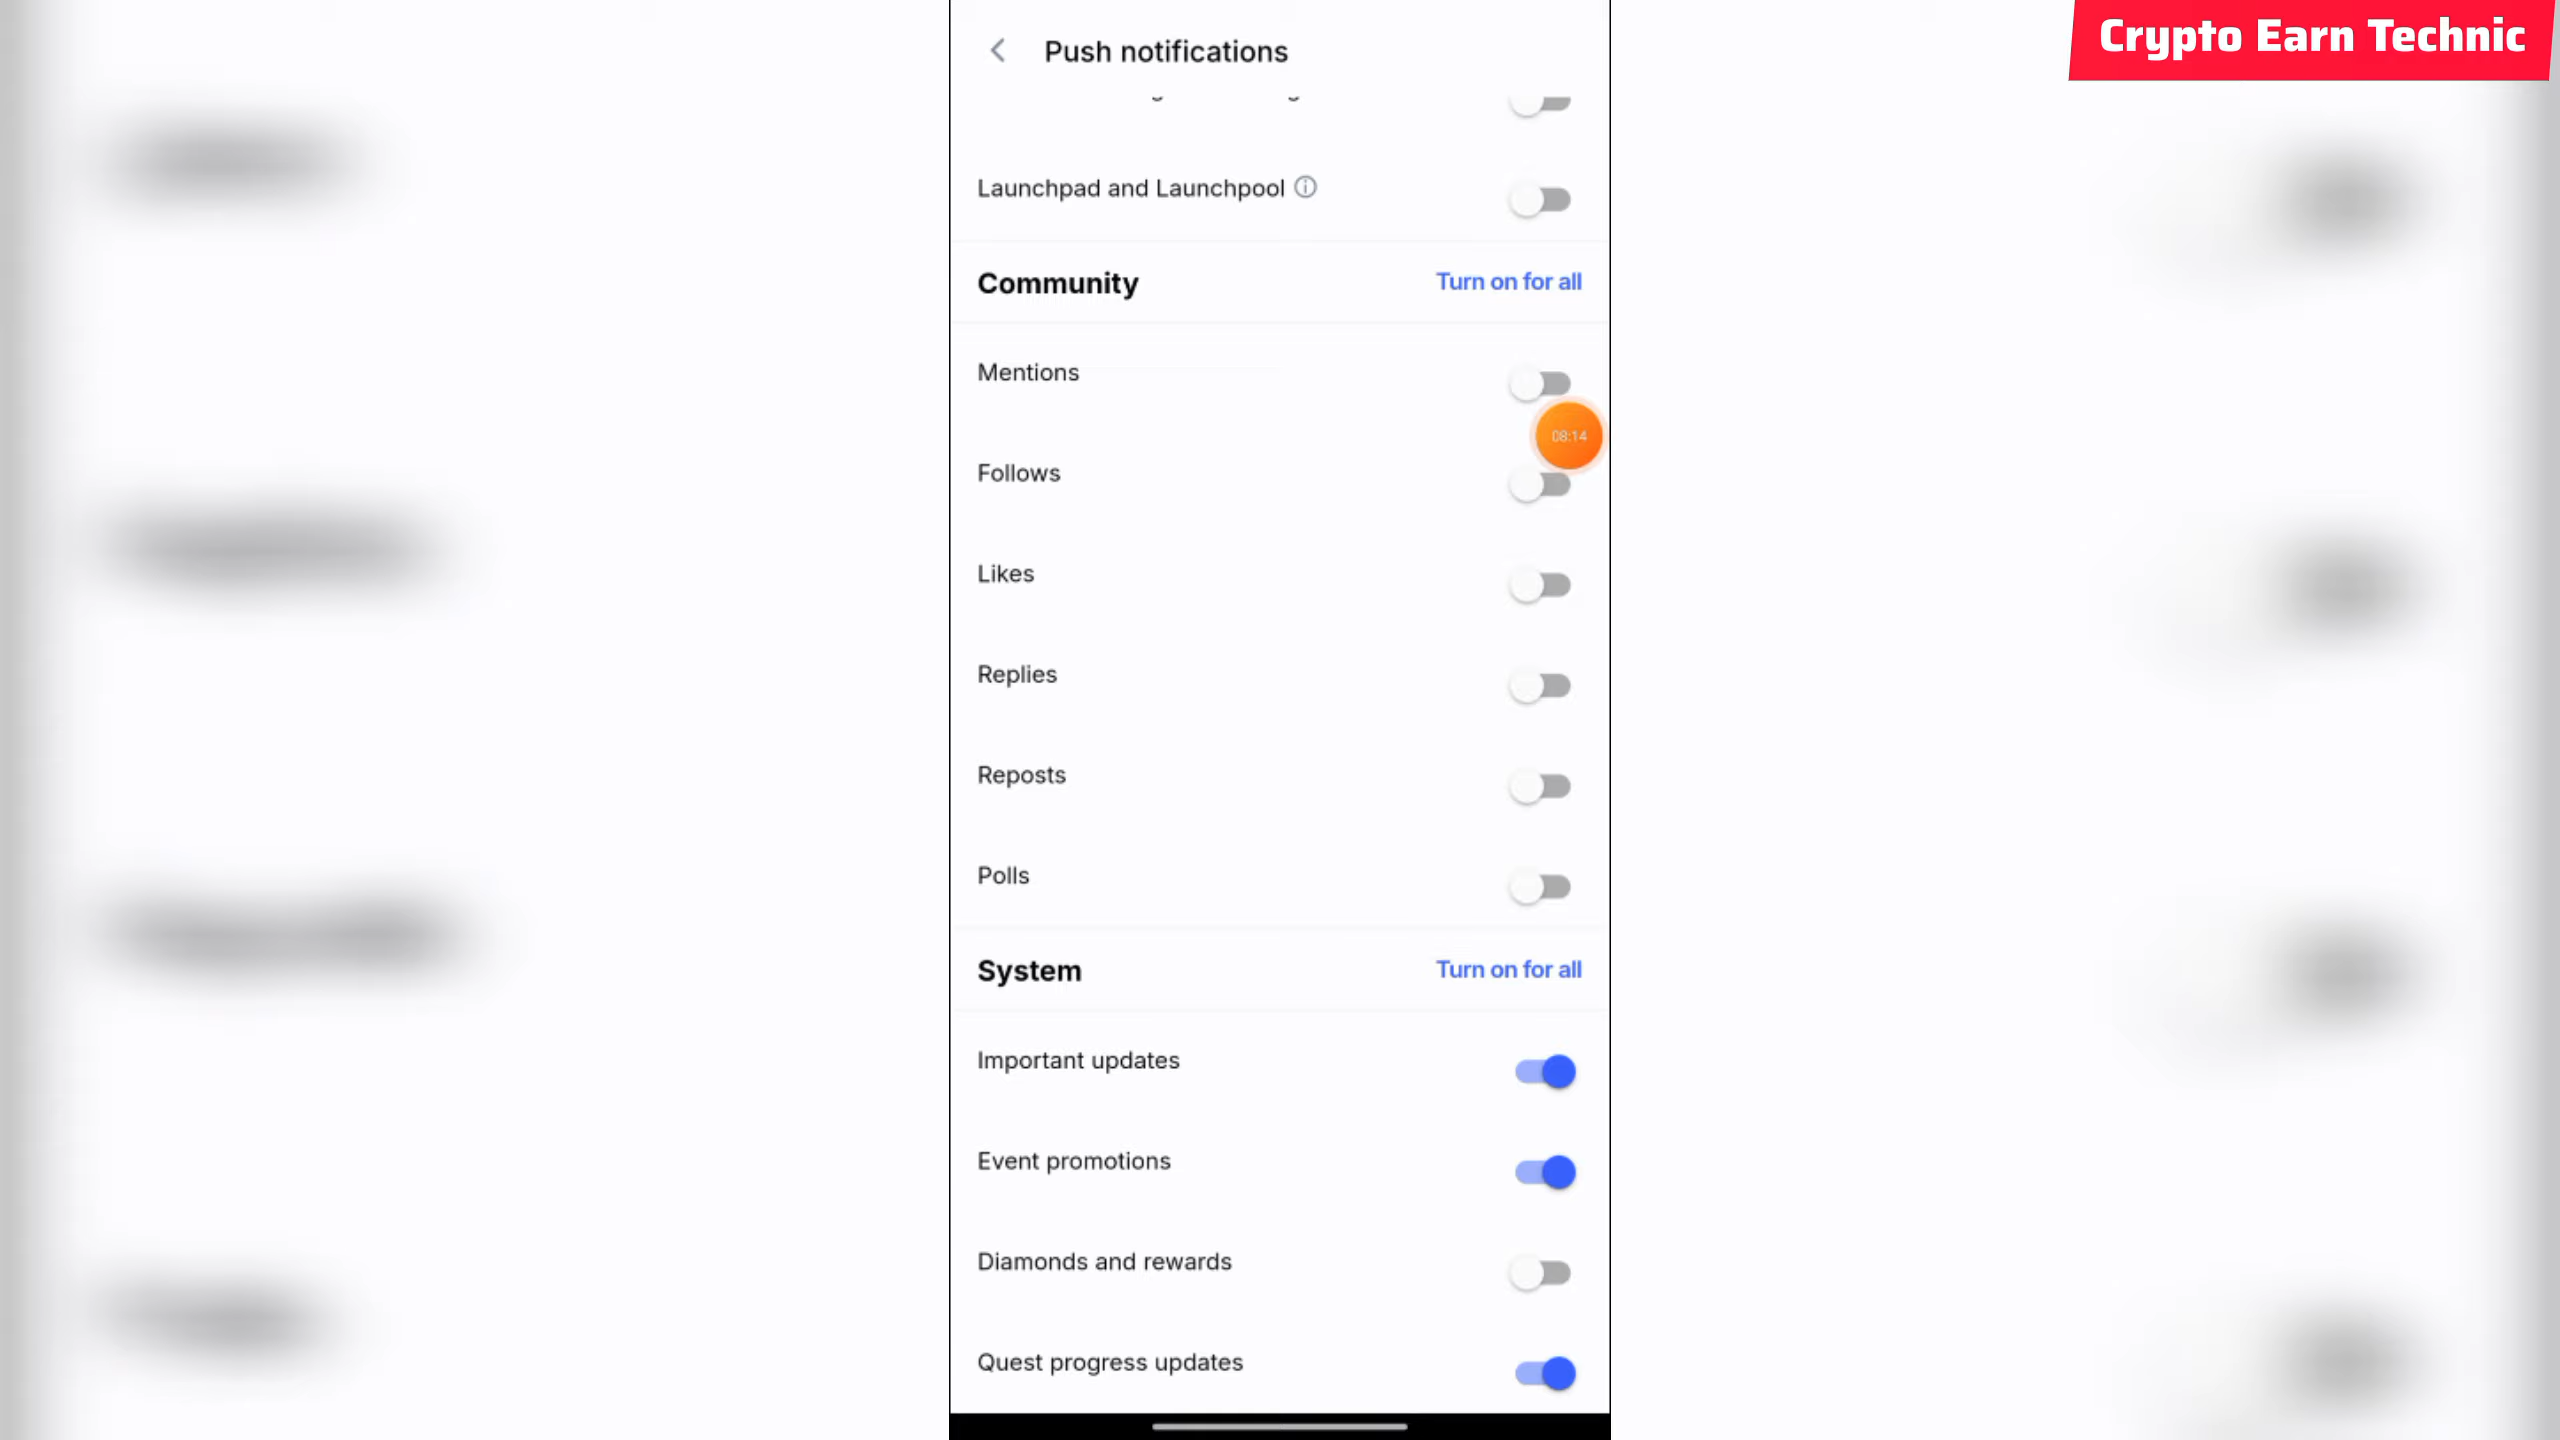 Crypto Earn Technic
Push notifications
Launchpad and Launchpool
Community
Turn on for all
Mentions
08:14
Follows
Likes
Replies
Reposts
Polls
System
Turn on for all
Important updates
Event promotions
Diamonds and rewards
Quest progress updates